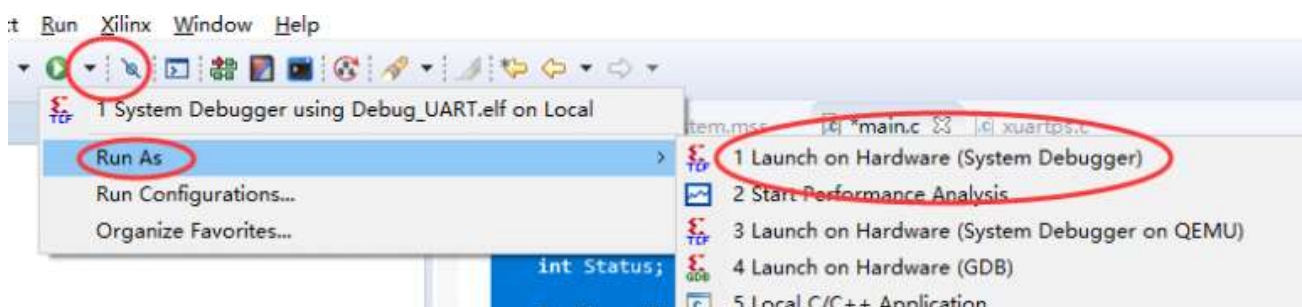 :t Run Xilinx Window Help
1 System Debugger using Debug_UART.elf on Local
tem.mss *main.c xuartps.c
Run As
1 Launch on Hardware (System Debugger)
Run Configurations...
2 Start Performance Analysis
Organize Favorites...
3 Launch on Hardware (System Debugger on QEMU)
int Status;
4 Launch on Hardware (GDB)
5 Local C/C++ Application